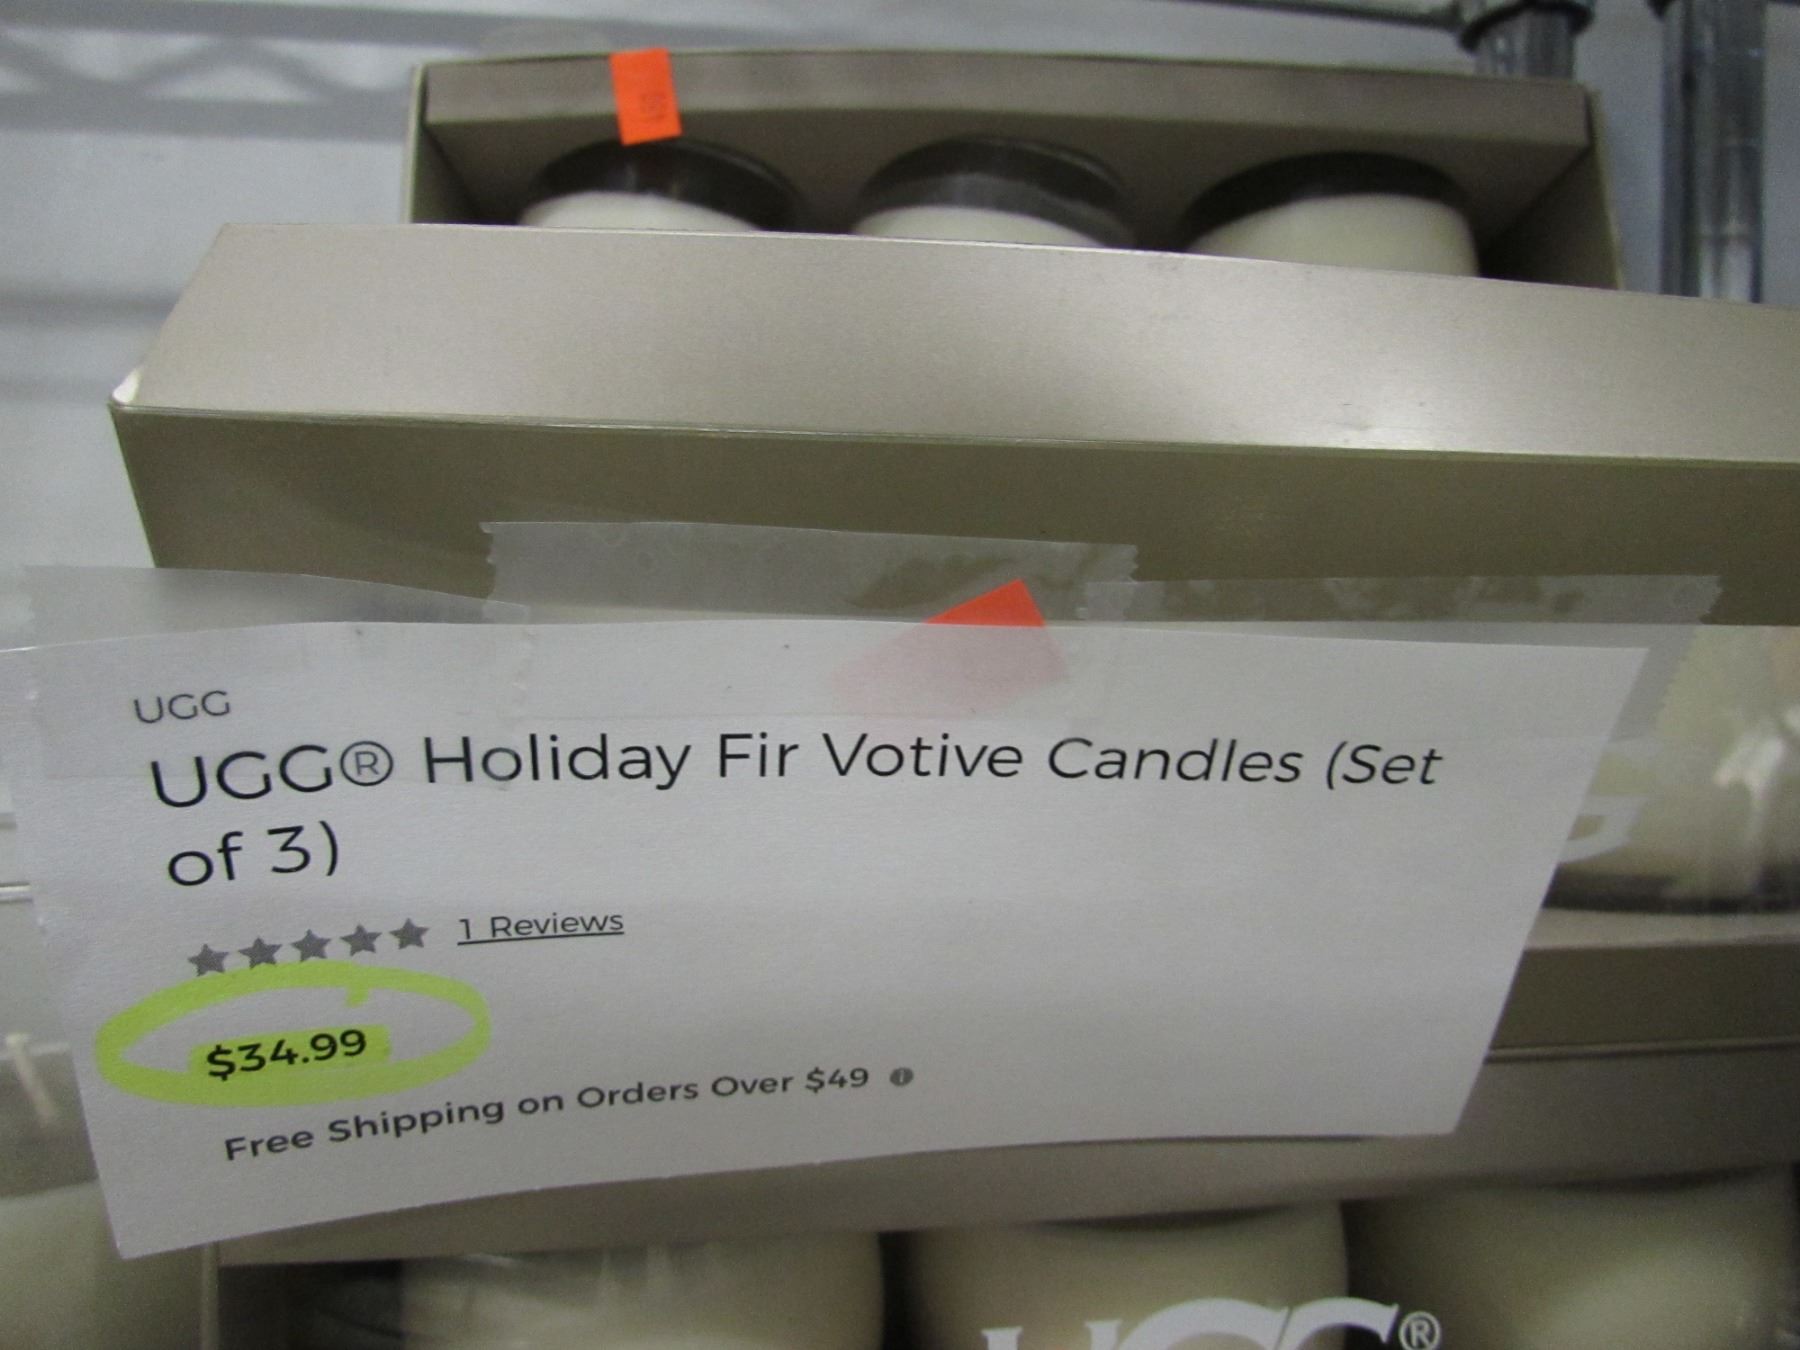 UGG
UGG® Holiday Fir Votive Candles (Set
of 3)
1 Reviews
$34.99
Free Shipping on Orders Over $49
UGG®